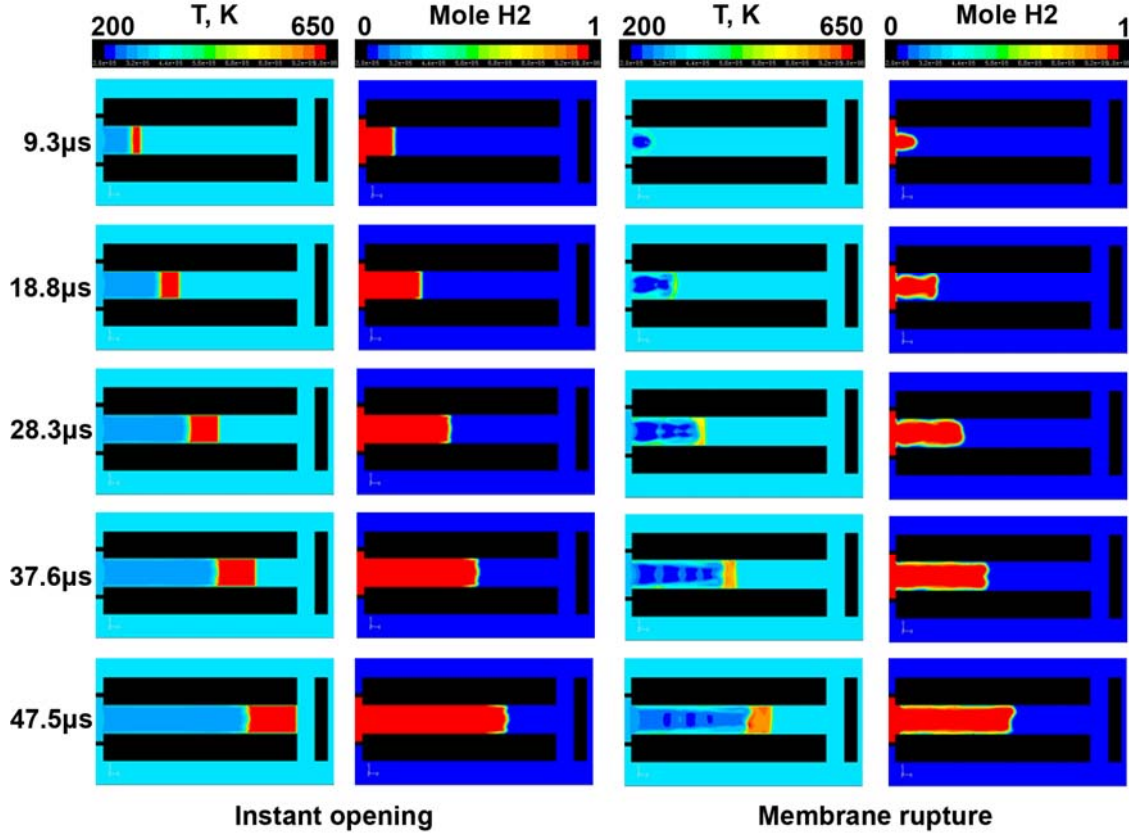 T, K
Mole H2
T, K
Mole H2
200 650
0 1
200 650
0 1
9.3µs
18.8µs
28.3µs
37.6µs
47.5µs
Instant opening
Membrane rupture